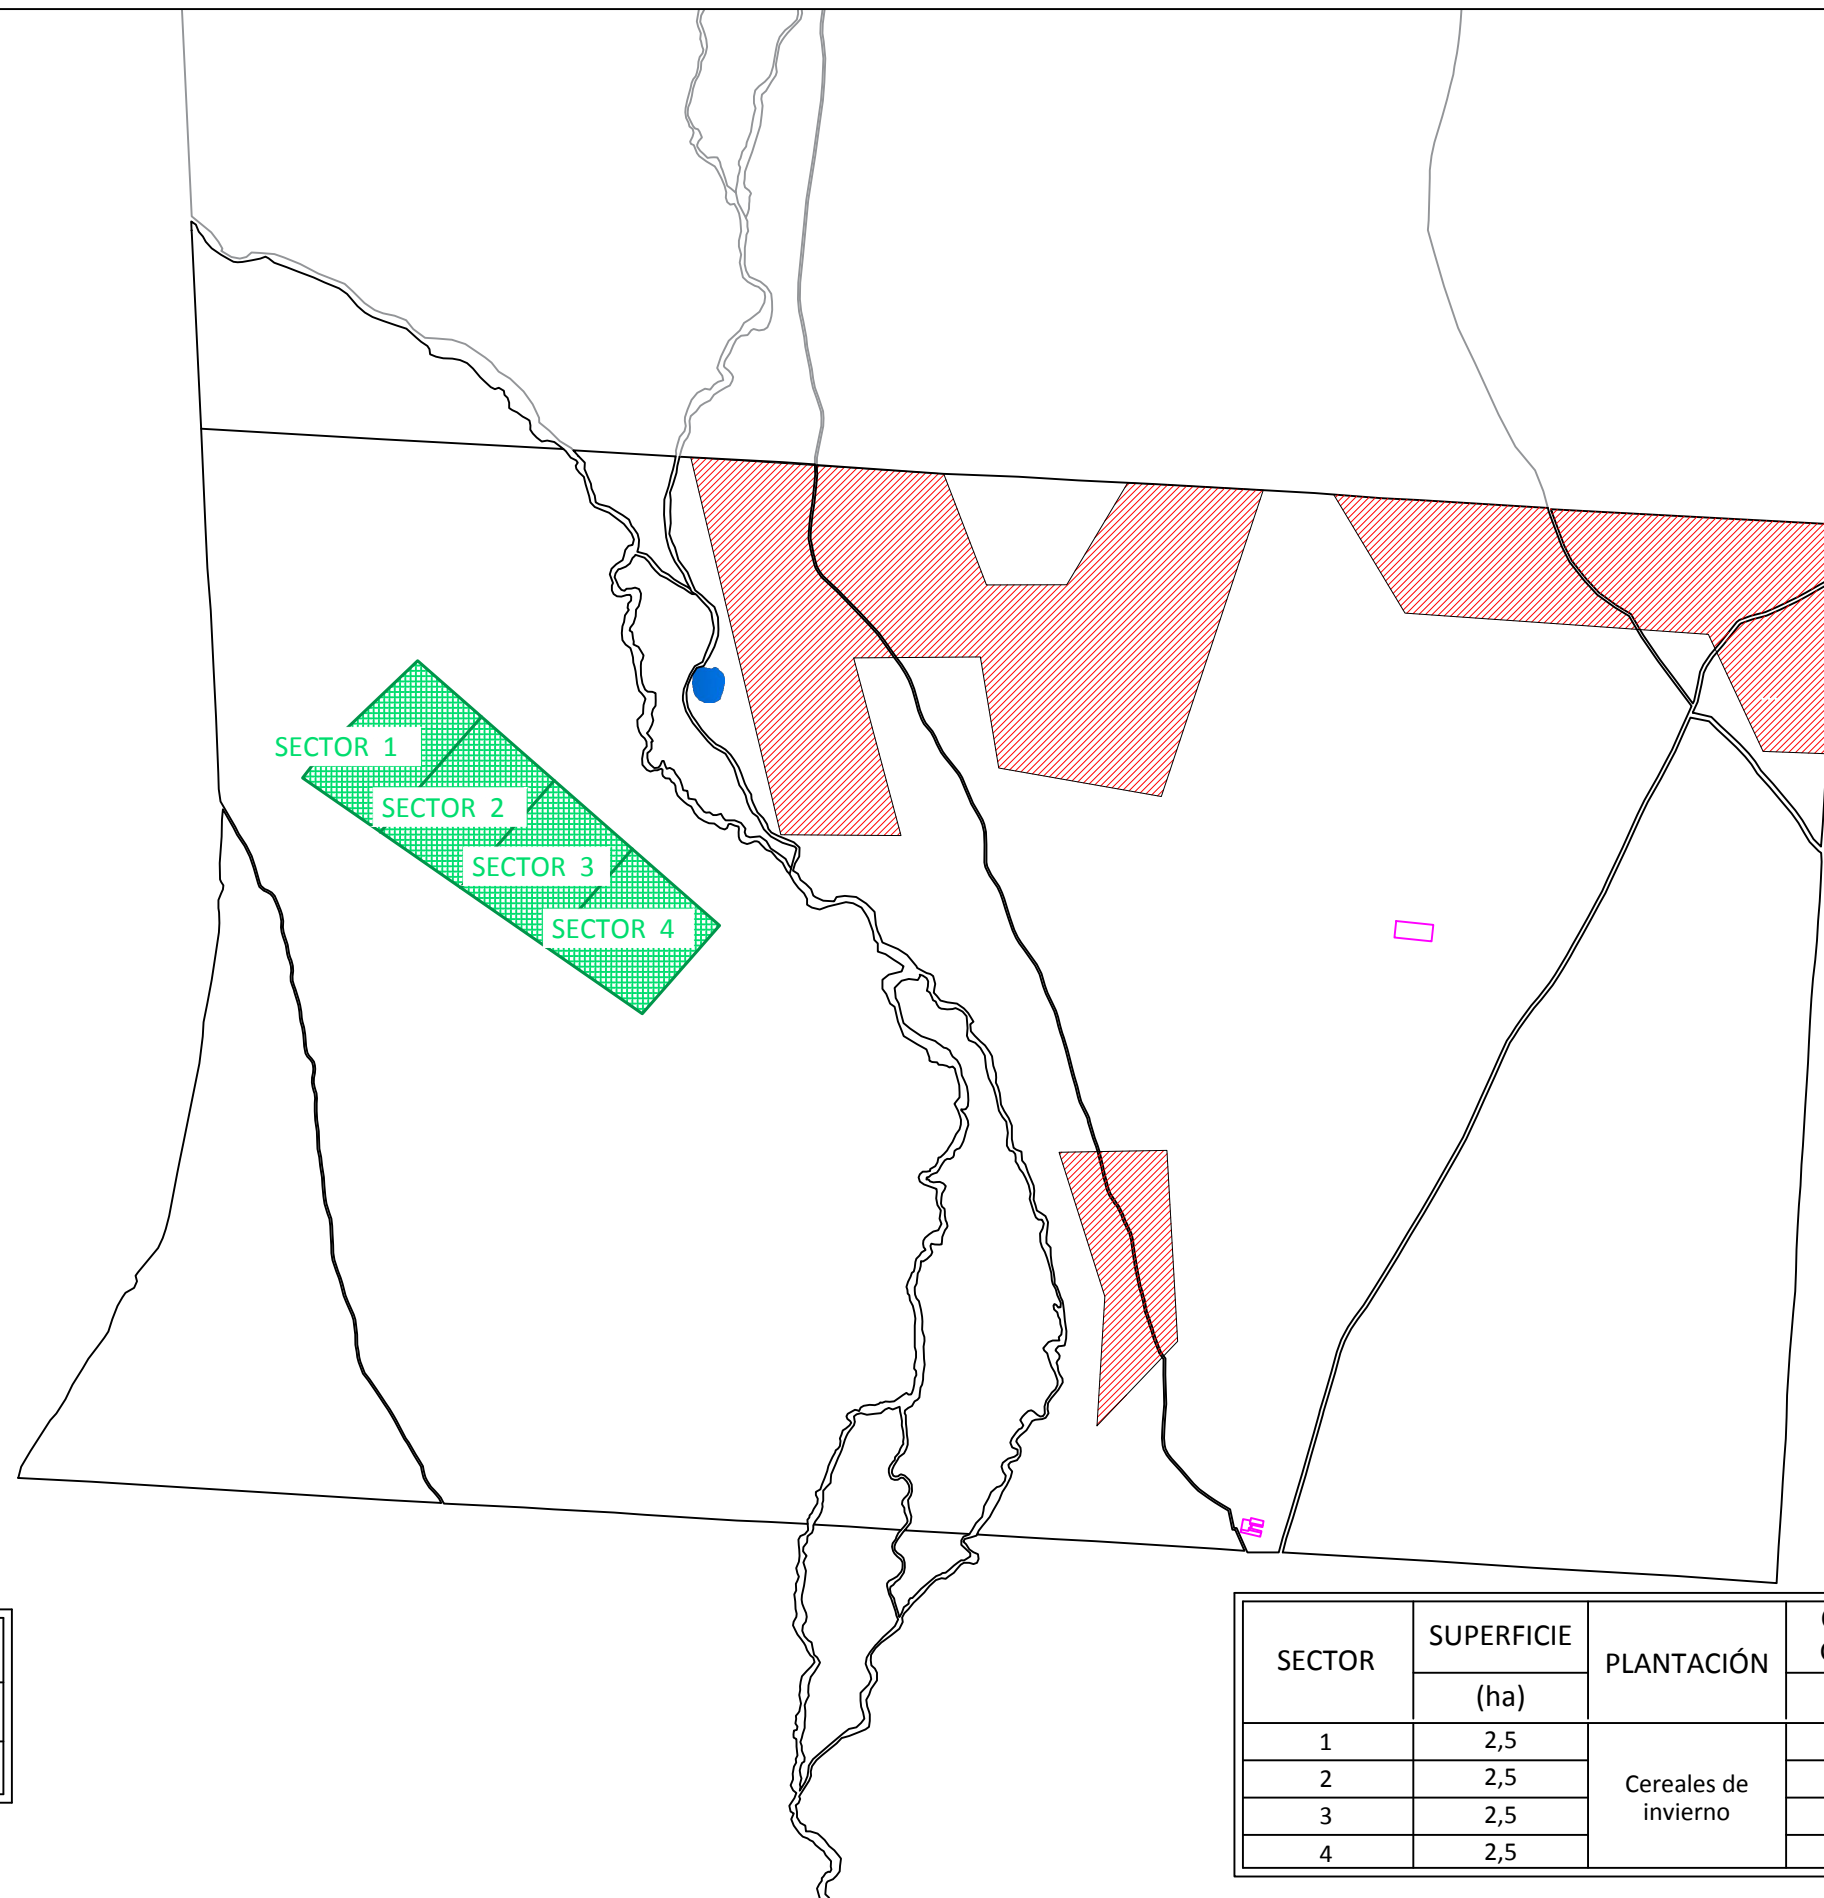 SECTOR 1
SECTOR 2
SECTOR 3
SECTOR 4
SECTOR
SUPERFICIE
(ha)
PLANTACIÓN
1
2,5
2
2,5
3
2,5
4
2,5
Cereales de
invierno